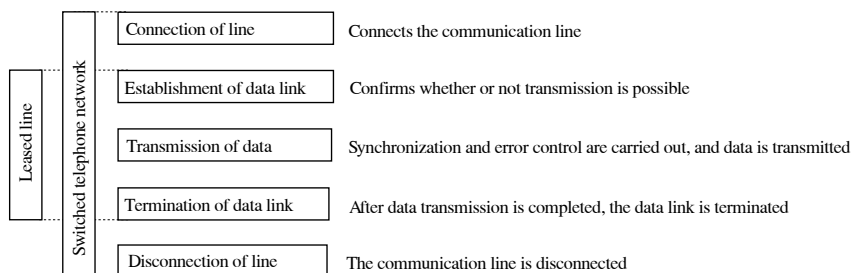 Connection of line Connects the communication line
Establishment of data link Confirms whether or not transmission is possible
Transmission of data Synchronization and error control are carried out, and data is transmitted
Termination of data link After data transmission is completed, the data link is terminated
Disconnection of line The communication line is disconnected
Leased line
Switched telephone network